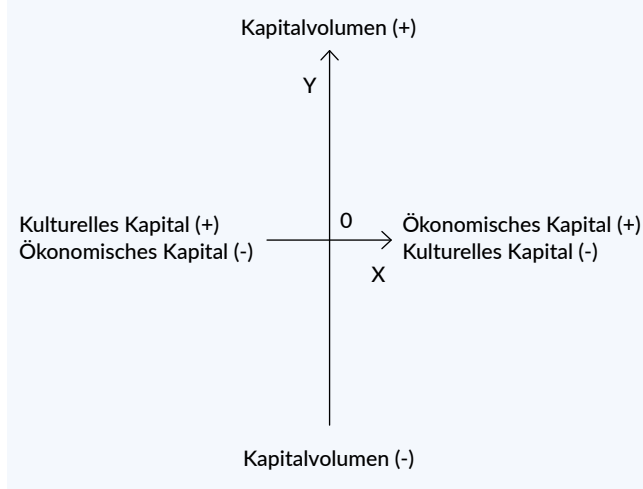 Kapitalvolumen (+)
Y
0
Kulturelles Kapital (+)
Ökonomisches Kapital (-)
Ökonomisches Kapital (+)
Kulturelles Kapital (-)
X
Kapitalvolumen (-)